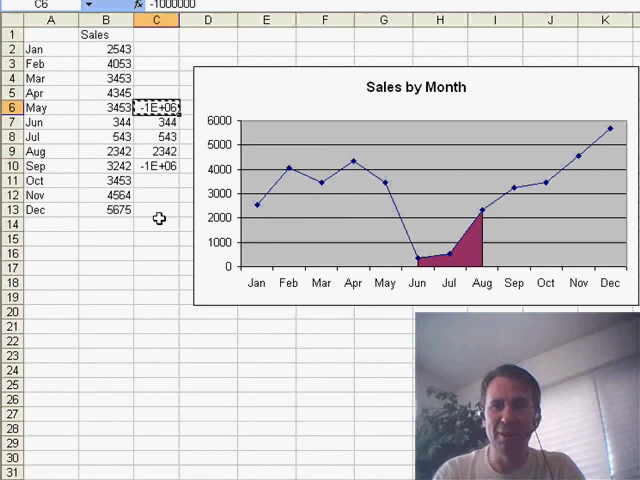 C6 fx -1000000
A B C D E F G H I J K
1 Sales
2 Jan 2543
3 Feb 4053
4 Mar 3453
5 Apr 4345
6 May 3453 -1E+06
7 Jun 344 344
8 Jul 543 543
9 Aug 2342 2342
10 Sep 3242 -1E+06
11 Oct 3453
12 Nov 4564
13 Dec 5675
14
15
16
17
18
19
20
21
22
23
24
25
26
27
28
29
30
31
Sales by Month
6000
5000
4000
3000
2000
1000
0
Jan Feb Mar Apr May Jun Jul Aug Sep Oct Nov Dec